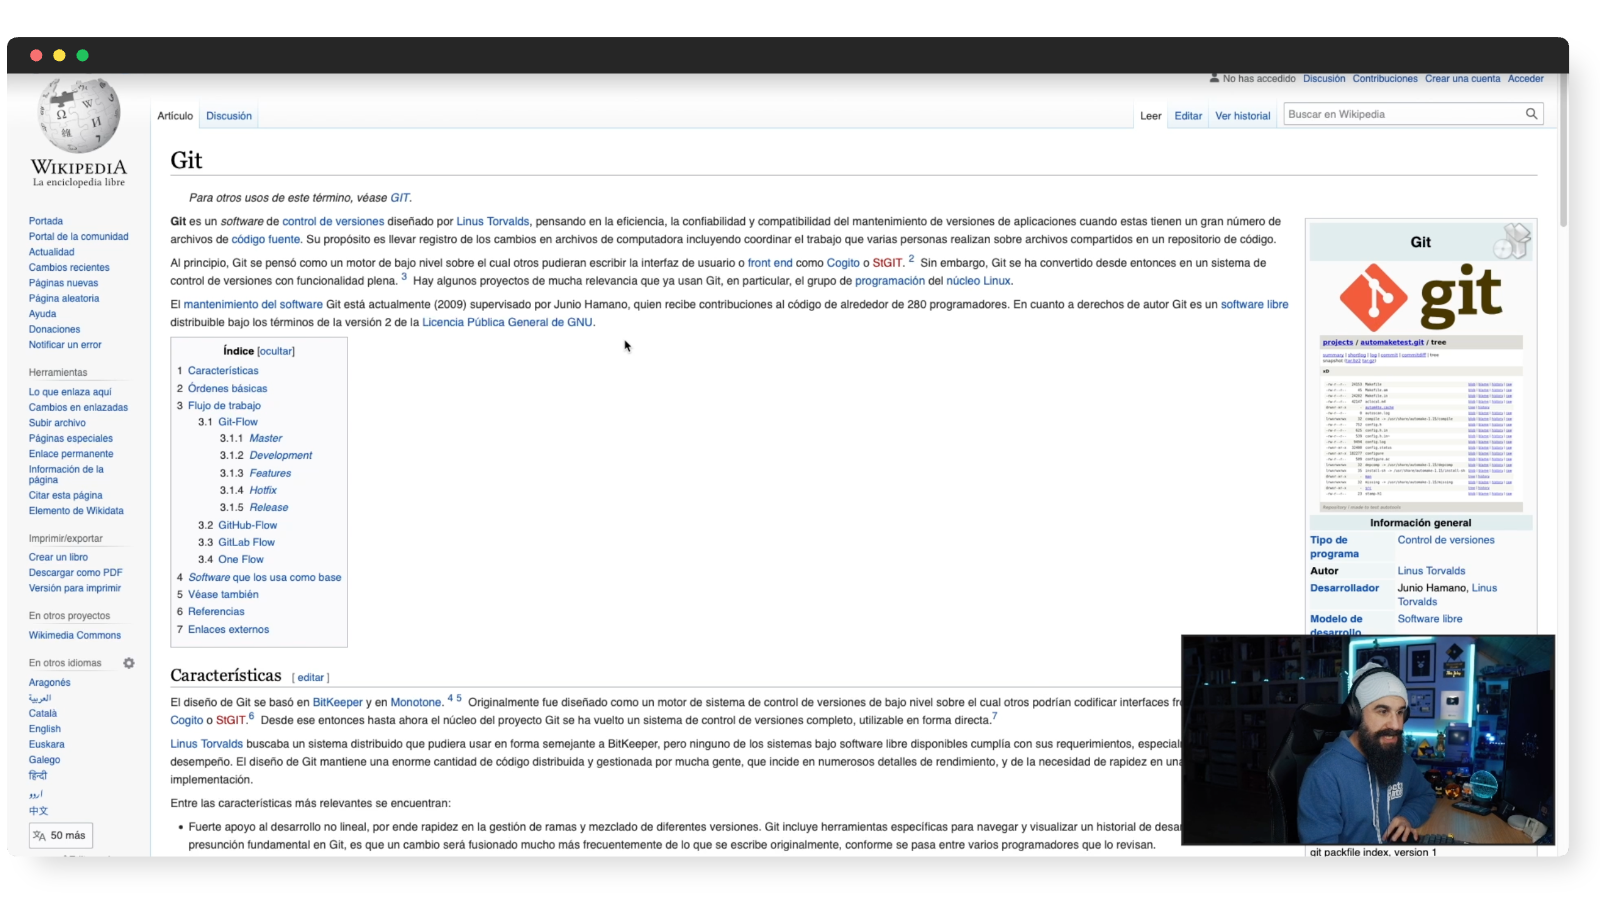 No has accedido Discusión Contribuciones Crear una cuenta Acceder
Artículo Discusión Leer Editar Ver historial Buscar en Wikipedia
WIKIPEDIA
La enciclopedia libre
Portada
Portal de la comunidad
Actualidad
Cambios recientes
Páginas nuevas
Página aleatoria
Ayuda
Donaciones
Notificar un error
Herramientas
Lo que enlaza aquí
Cambios en enlazadas
Subir archivo
Páginas especiales
Enlace permanente
Información de la
página
Citar esta página
Elemento de Wikidata
Imprimir/exportar
Crear un libro
Descargar como PDF
Versión para imprimir
En otros proyectos
Wikimedia Commons
En otros idiomas
Aragonés
العربية
Català
English
Euskara
Galego
हिन्दी
اردو
中文
50 más
Git
Para otros usos de este término, véase GIT.
Git es un software de control de versiones diseñado por Linus Torvalds, pensando en la eficiencia, la confiabilidad y compatibilidad del mantenimiento de versiones de aplicaciones cuando estas tienen un gran número de
archivos de código fuente. Su propósito es llevar registro de los cambios en archivos de computadora incluyendo coordinar el trabajo que varias personas realizan sobre archivos compartidos en un repositorio de código.
Al principio, Git se pensó como un motor de bajo nivel sobre el cual otros pudieran escribir la interfaz de usuario o front end como Cogito o StGIT. 2 Sin embargo, Git se ha convertido desde entonces en un sistema de
control de versiones con funcionalidad plena. 3 Hay algunos proyectos de mucha relevancia que ya usan Git, en particular, el grupo de programación del núcleo Linux.
El mantenimiento del software Git está actualmente (2009) supervisado por Junio Hamano, quien recibe contribuciones al código de alrededor de 280 programadores. En cuanto a derechos de autor Git es un software libre
distribuible bajo los términos de la versión 2 de la Licencia Pública General de GNU.
Índice [ocultar]
1 Características
2 Órdenes básicas
3 Flujo de trabajo
3.1 Git-Flow
3.1.1 Master
3.1.2 Development
3.1.3 Features
3.1.4 Hotfix
3.1.5 Release
3.2 GitHub-Flow
3.3 GitLab Flow
3.4 One Flow
4 Software que los usa como base
5 Véase también
6 Referencias
7 Enlaces externos
Características [ editar ]
El diseño de Git se basó en BitKeeper y en Monotone. 4 5 Originalmente fue diseñado como un motor de sistema de control de versiones de bajo nivel sobre el cual otros podrían codificar interfaces
Cogito o StGIT.6 Desde ese entonces hasta ahora el núcleo del proyecto Git se ha vuelto un sistema de control de versiones completo, utilizable en forma directa.7
Linus Torvalds buscaba un sistema distribuido que pudiera usar en forma semejante a BitKeeper, pero ninguno de los sistemas bajo software libre disponibles cumplía con sus requerimientos,
desempeño. El diseño de Git mantiene una enorme cantidad de código distribuida y gestionada por mucha gente, que incide en numerosos detalles de rendimiento, y de la necesidad de rapidez en
implementación.
Entre las características más relevantes se encuentran:
• Fuerte apoyo al desarrollo no lineal, por ende rapidez en la gestión de ramas y mezclado de diferentes versiones. Git incluye herramientas específicas para navegar y visualizar un historial de
presunción fundamental en Git, es que un cambio será fusionado mucho más frecuentemente de lo que se escribe originalmente, conforme se pasa entre varios programadores que lo revisan.
Git
git
projects / automaketest.git / tree
Información general
Tipo de programa Control de versiones
Autor Linus Torvalds
Desarrollador Junio Hamano, Linus Torvalds
Modelo de desarrollo Software libre
git packfile index, version 1